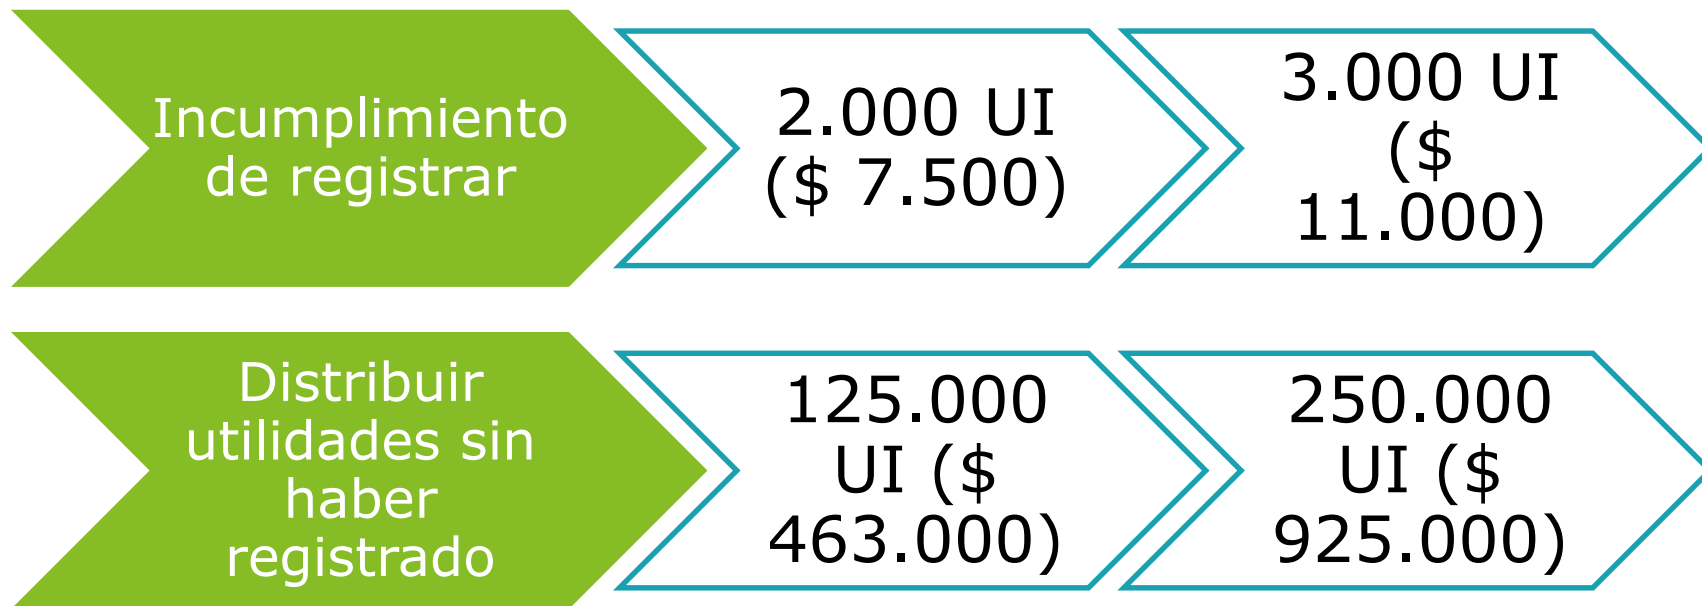 Incumplimiento
de registrar
2.000 UI
($ 7.500)
3.000 UI
($
11.000)
Distribuir
utilidades sin
haber
registrado
125.000
UI ($
463.000)
250.000
UI ($
925.000)